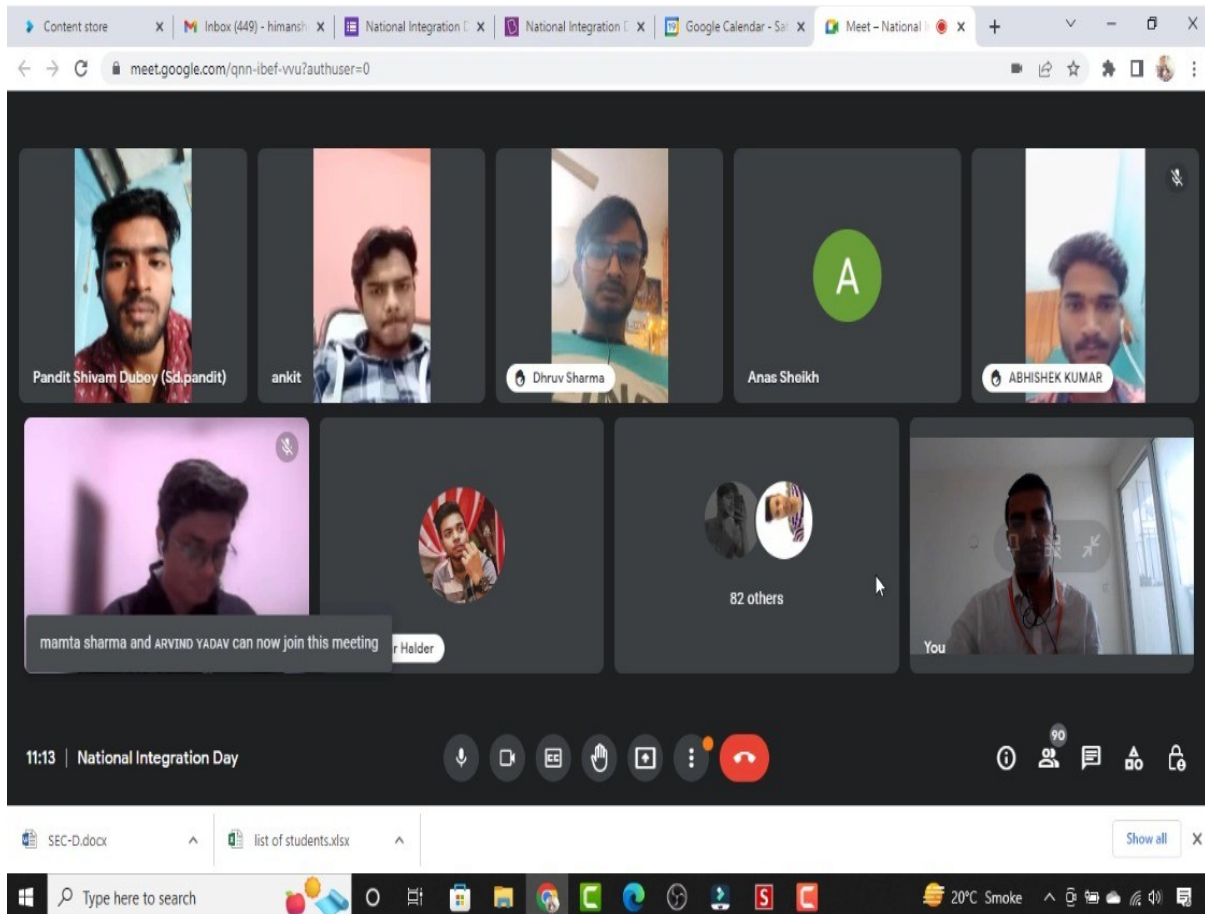 Content store
Inbox (449) - himansh
National Integration D
National Integration D
Google Calendar - Sat
Meet – National I
meet.google.com/qnn-ibef-vvu?authuser=0
Pandit Shivam Duboy (Sd.pandit)
ankit
Dhruv Sharma
A
Anas Shoikh
ABHISHEK KUMAR
mamta sharma and ARVIND YADAV can now join this meeting
r Halder
82 others
You
11:13 | National Integration Day
90
SEC-D.docx
list of students.xlsx
Show all
Type here to search
20°C Smoke